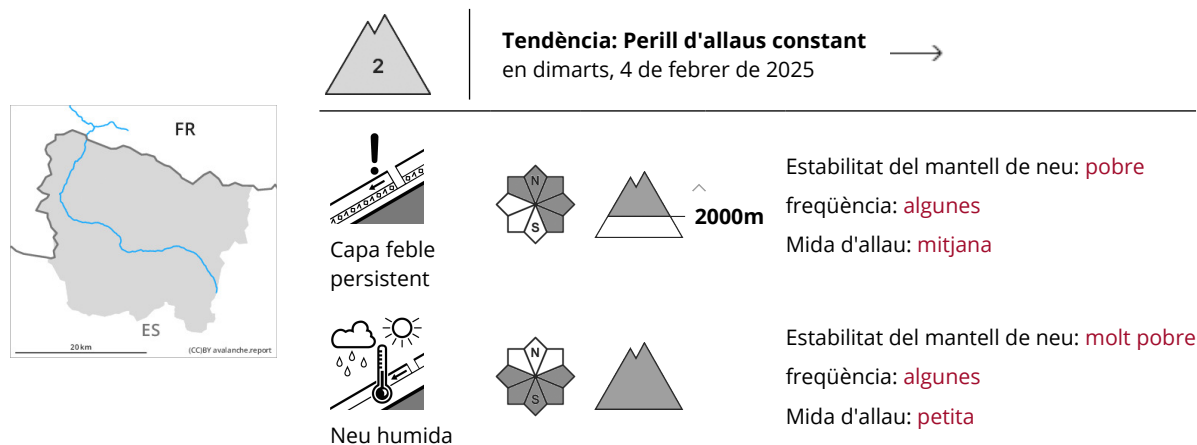 2
Tendència: Perill d'allaus constant
en dimarts, 4 de febrer de 2025
FR
ES
20 km
(CC)BY avalanche.report
N
S
2000m
Capa feble
persistent
Estabilitat del mantell de neu: pobre
freqüència: algunes
Mida d'allau: mitjana
N
S
Neu humida
Estabilitat del mantell de neu: molt pobre
freqüència: algunes
Mida d'allau: petita